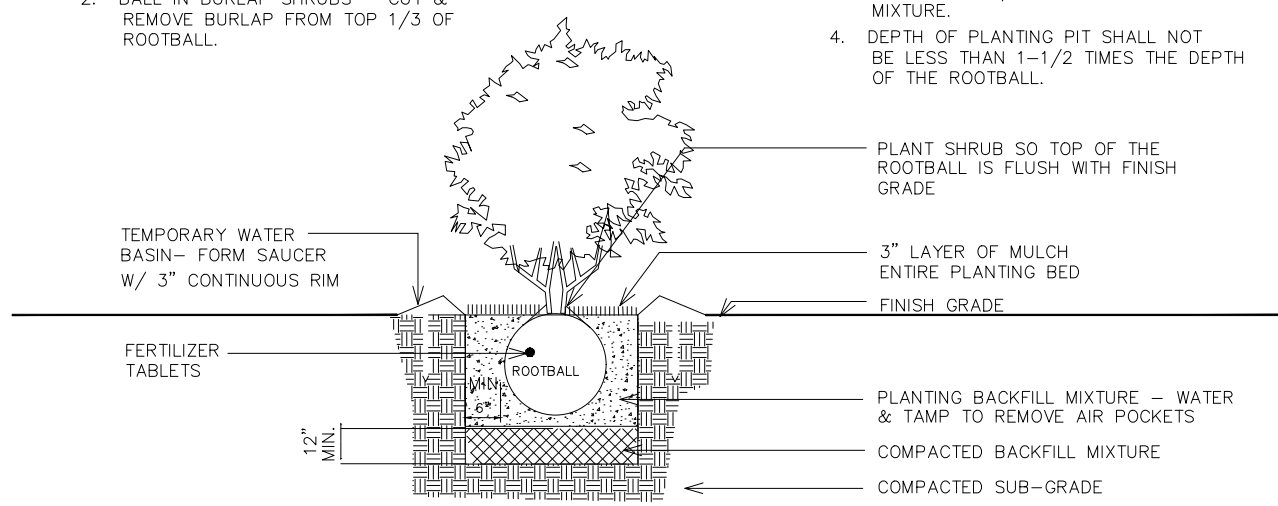 2. BALL IN BURLAP SHRUBS - CUT &
REMOVE BURLAP FROM TOP 1/3 OF
ROOTBALL.
MIXTURE.
4. DEPTH OF PLANTING PIT SHALL NOT
BE LESS THAN 1-1/2 TIMES THE DEPTH
OF THE ROOTBALL.
PLANT SHRUB SO TOP OF THE
ROOTBALL IS FLUSH WITH FINISH
GRADE
TEMPORARY WATER
BASIN- FORM SAUCER
W/ 3" CONTINUOUS RIM
3" LAYER OF MULCH
ENTIRE PLANTING BED
FINISH GRADE
FERTILIZER
TABLETS
ROOTBALL
MIN
6"
PLANTING BACKFILL MIXTURE - WATER
& TAMP TO REMOVE AIR POCKETS
12"
MIN.
COMPACTED BACKFILL MIXTURE
COMPACTED SUB-GRADE